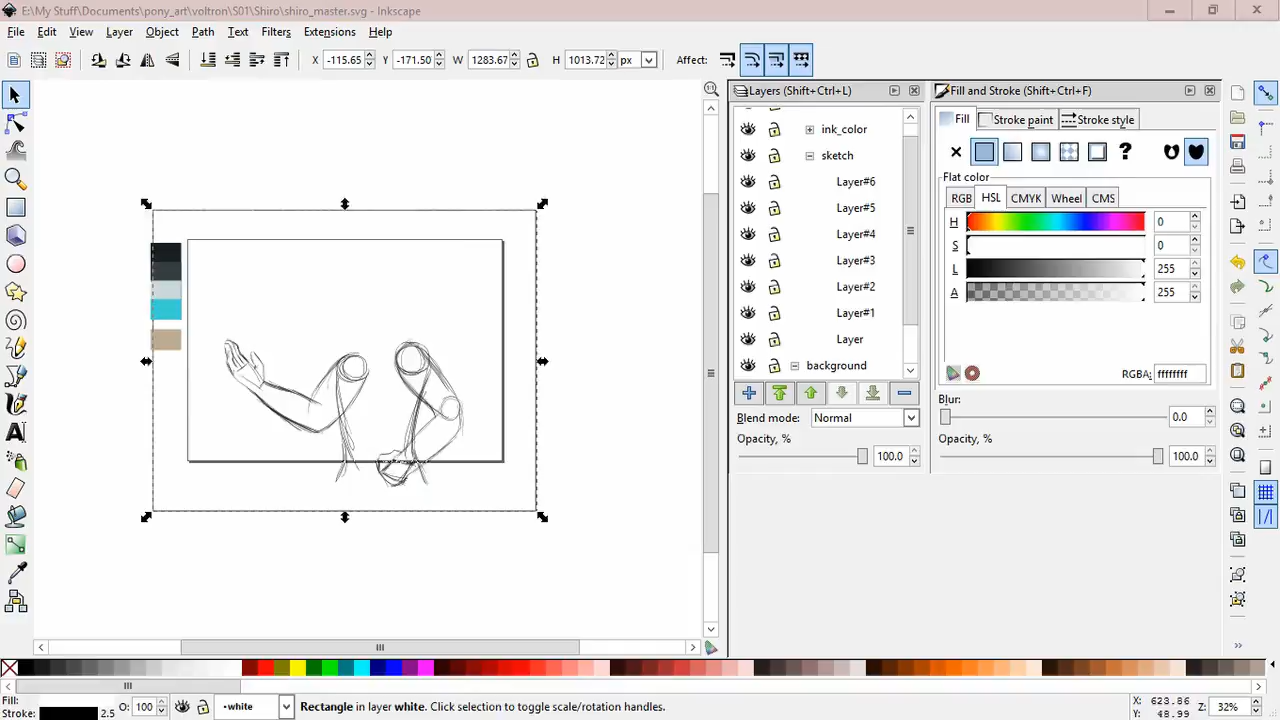 E:\My Stuff\Documents\pony_art\voltron\S01\Shiro\shiro_master.svg - Inkscape
File Edit View Layer Object Path Text Filters Extensions Help
X -115.65 Y -171.50 W 1283.67 H 1013.72 px Affect:
Layers (Shift+Ctrl+L)
ink_color
sketch
Layer#6
Layer#5
Layer#4
Layer#3
Layer#2
Layer#1
Layer
background
Blend mode: Normal
Opacity, % 100.0
Fill and Stroke (Shift+Ctrl+F)
Fill Stroke paint Stroke style
?
Flat color
RGB HSL CMYK Wheel CMS
H 0
S 0
L 255
A 255
RGBA: ffffffff
Blur:
0.0
Opacity, %
100.0
Fill:
Stroke: 2.5
O: 100
•white
Rectangle in layer white. Click selection to toggle scale/rotation handles.
X: 623.86
Y: 48.99
Z: 32%